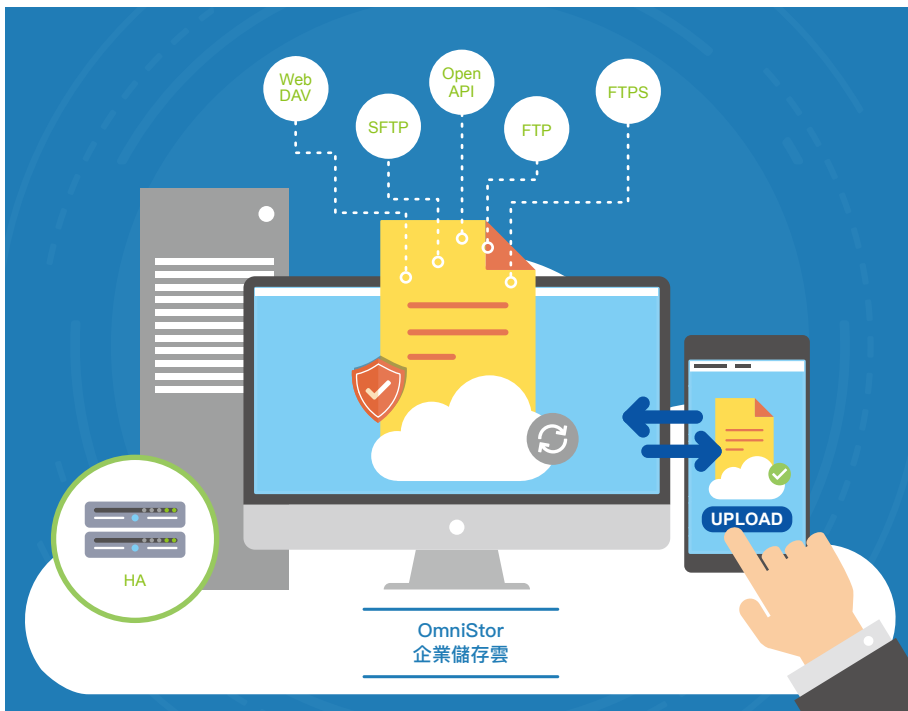 Web
DAV
SFTP
Open
API
FTP
FTPS
UPLOAD
HA
OmniStor
企業儲存雲